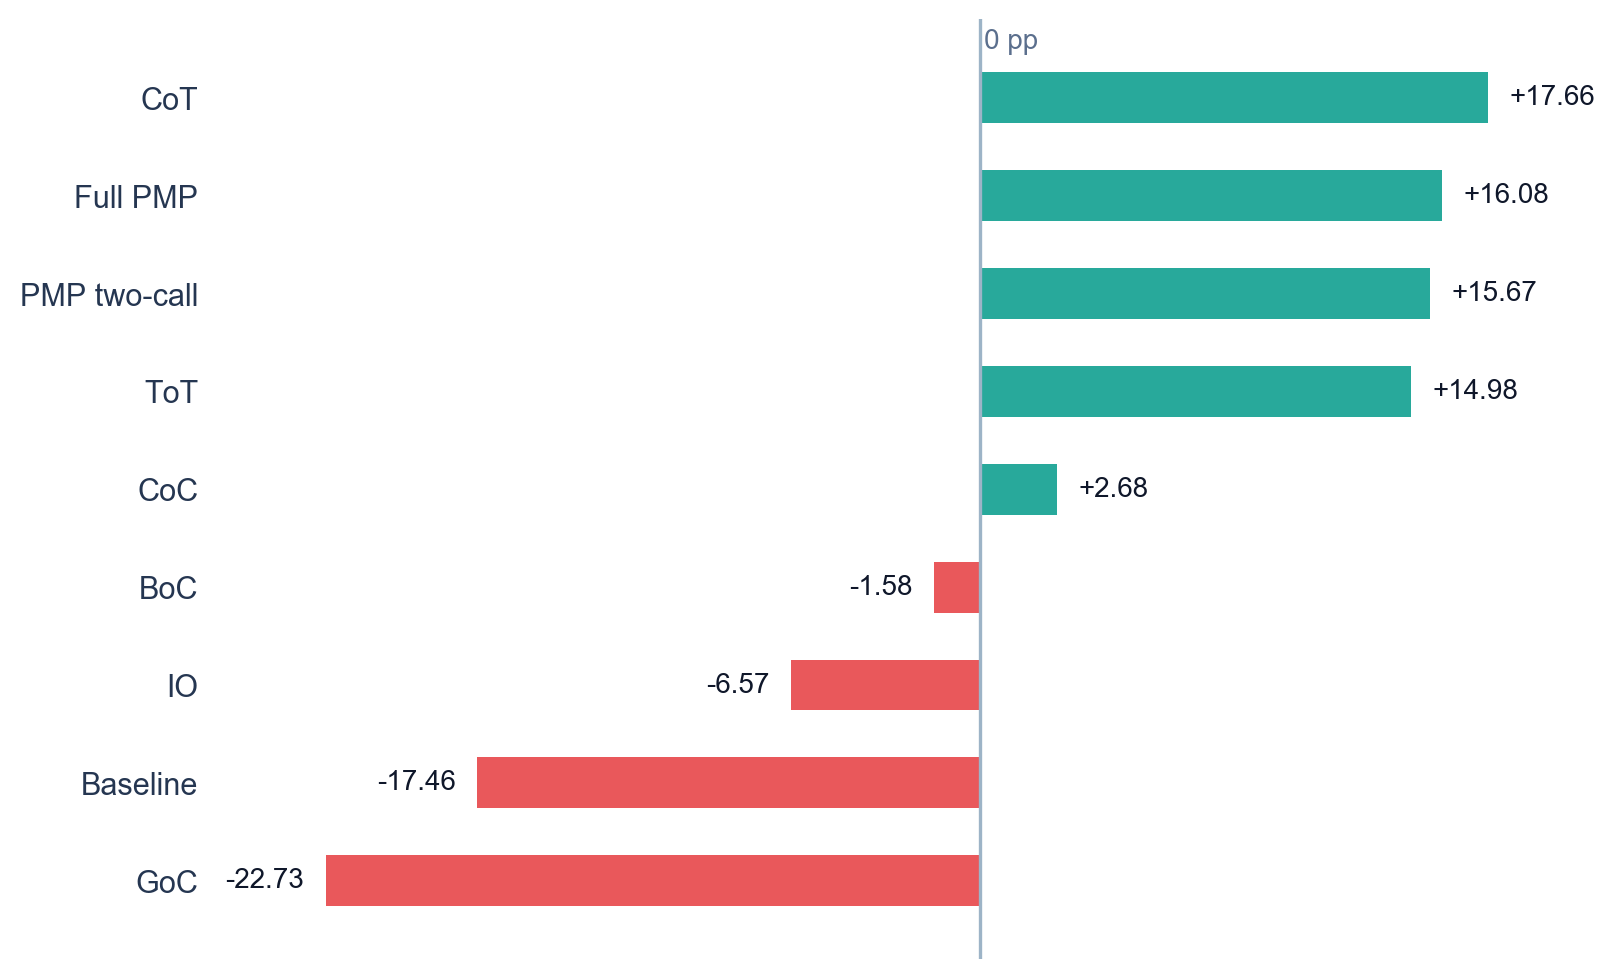 0 pp
CoT +17.66
Full PMP +16.08
PMP two-call +15.67
ToT +14.98
CoC +2.68
BoC -1.58
IO -6.57
Baseline -17.46
GoC -22.73